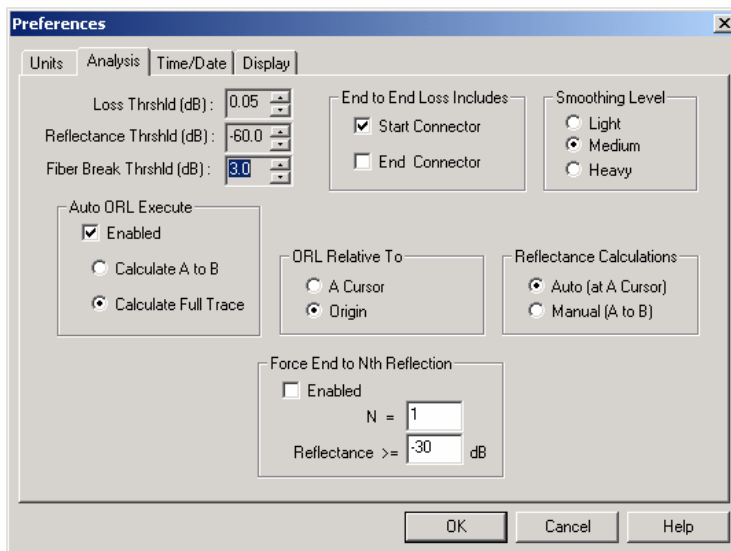 Preferences
Units Analysis Time/Date Display
Loss Thrshld (dB) : 0.05
Reflectance Thrshld (dB) : -60.0
Fiber Break Thrshld (dB) : 3.0
End to End Loss Includes
Start Connector
End Connector
Smoothing Level
Light
Medium
Heavy
Auto ORL Execute
Enabled
Calculate A to B
Calculate Full Trace
ORL Relative To
A Cursor
Origin
Reflectance Calculations
Auto (at A Cursor)
Manual (A to B)
Force End to Nth Reflection
Enabled
N = 1
Reflectance >= -30 dB
OK Cancel Help